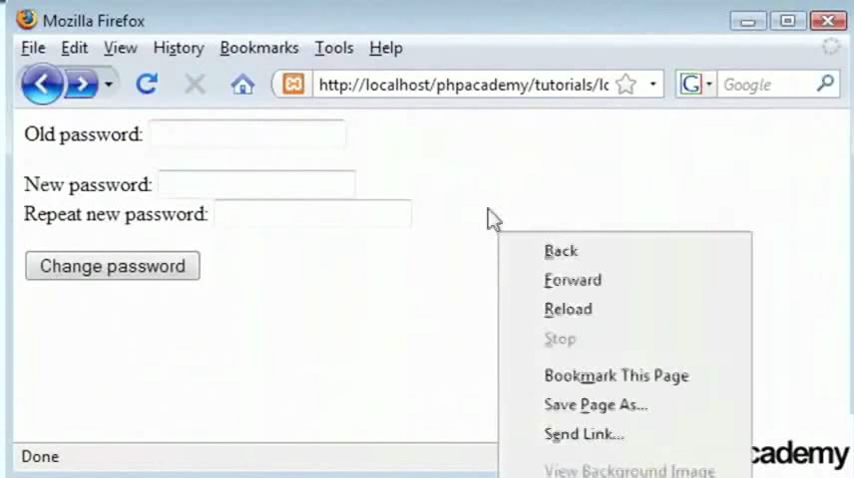 Mozilla Firefox
File Edit View History Bookmarks Tools Help
http://localhost/phpacademy/tutorials/lc
G Google
Old password:
New password:
Repeat new password:
Change password
Back
Forward
Reload
Stop
Bookmark This Page
Save Page As...
Send Link...
View Background Image
Done
cademy